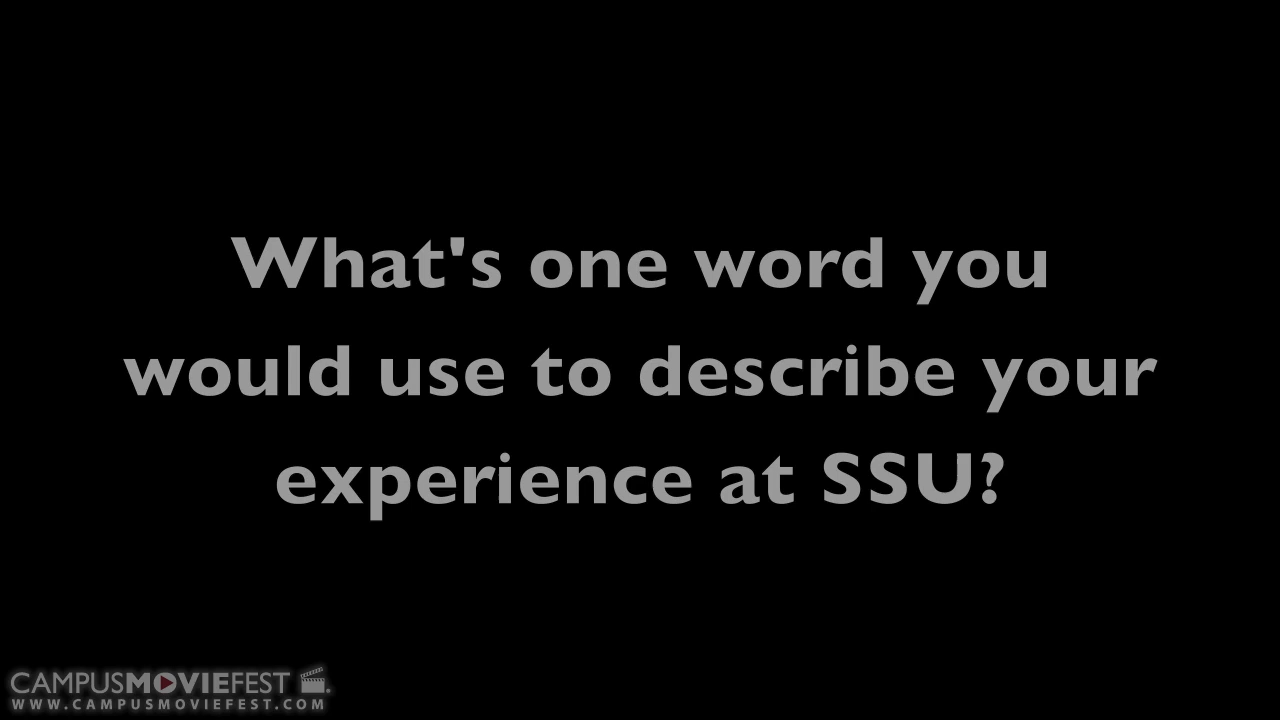 What's one word you
would use to describe your
experience at SSU?
CAMPUSMOVIEFEST
WWW.CAMPUSMOVIEFEST.COM